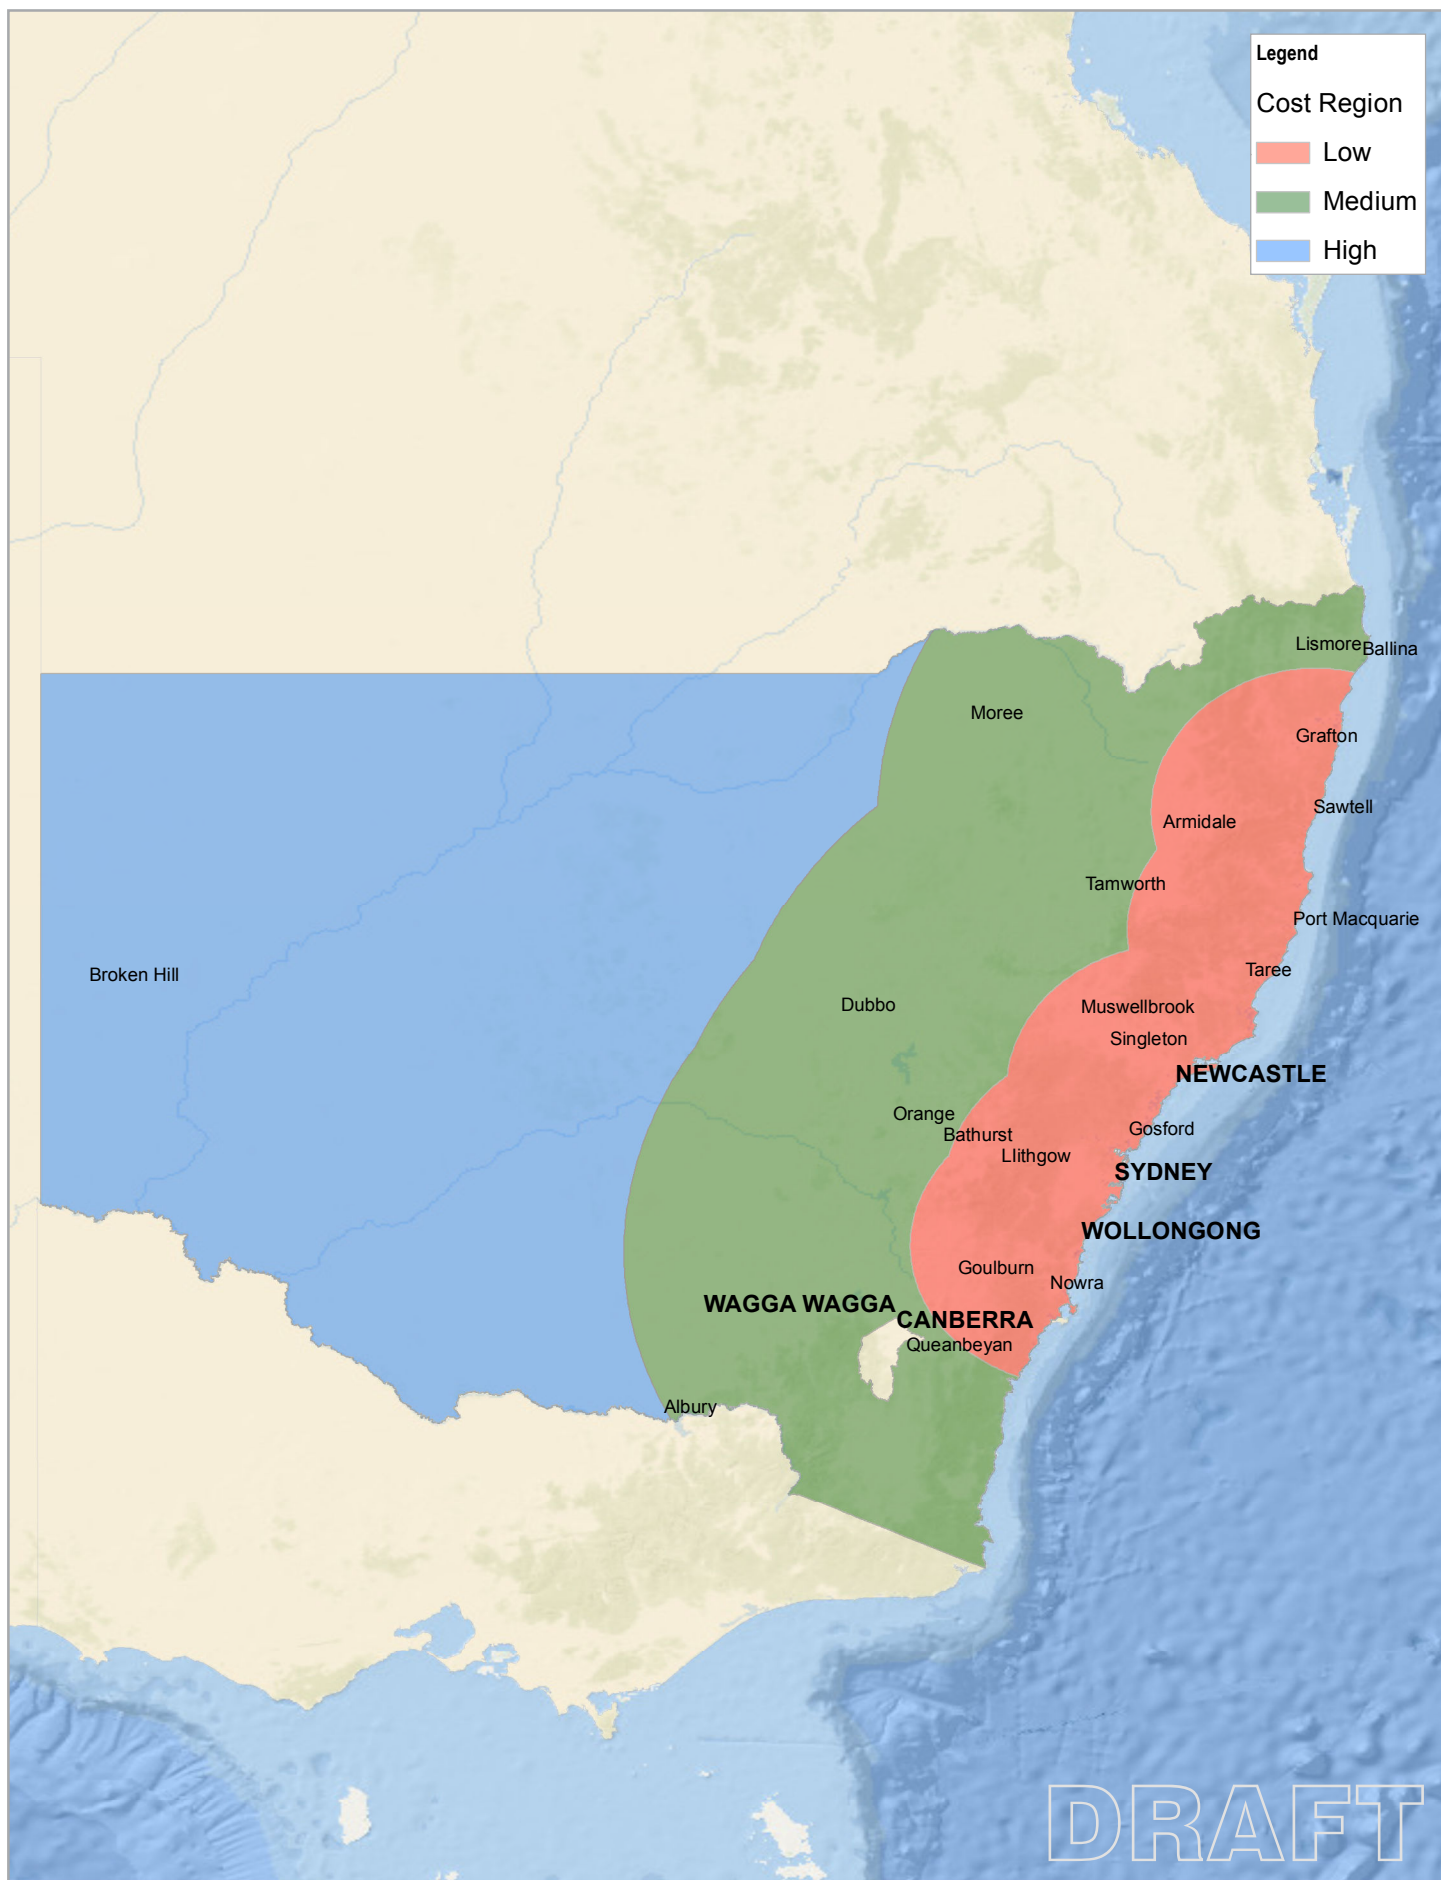 Legend
Cost Region
Low
Medium
High
Lismore
Ballina
Moree
Grafton
Sawtell
Armidale
Tamworth
Port Macquarie
Taree
Broken Hill
Dubbo
Muswellbrook
Singleton
NEWCASTLE
Orange
Gosford
Bathurst
LIithgow
SYDNEY
WOLLONGONG
Goulburn
Nowra
WAGGA WAGGA
CANBERRA
Queanbeyan
Albury
DRAFT